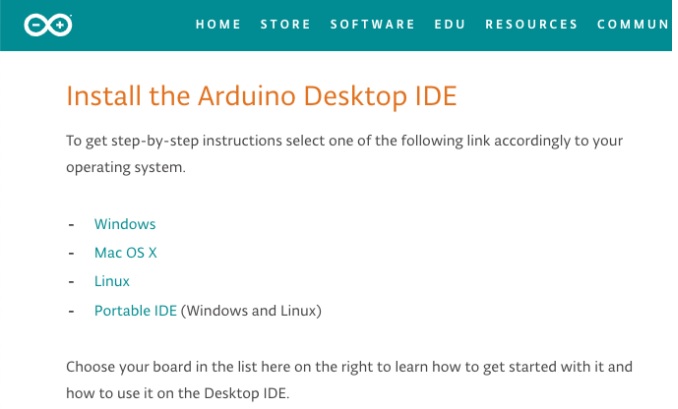 HOME STORE SOFTWARE EDU RESOURCES COMMUN
Install the Arduino Desktop IDE
To get step-by-step instructions select one of the following link accordingly to your
operating system.
- Windows
- Mac OS X
- Linux
- Portable IDE (Windows and Linux)
Choose your board in the list here on the right to learn how to get started with it and
how to use it on the Desktop IDE.